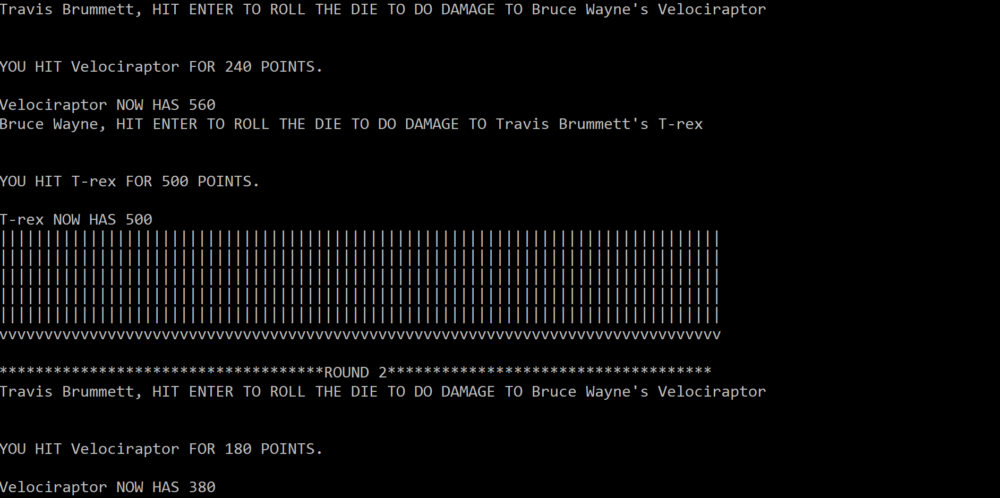 Travis Brummett, HIT ENTER TO ROLL THE DIE TO DO DAMAGE TO Bruce Wayne's Velociraptor
YOU HIT Velociraptor FOR 240 POINTS.
Velociraptor NOW HAS 560
Bruce Wayne, HIT ENTER TO ROLL THE DIE TO DO DAMAGE TO Travis Brummett's T-rex
YOU HIT T-rex FOR 500 POINTS.
T-rex NOW HAS 500
||||||||||||||||||||||||||||||||||||||||||||||||||||||||||||||||||||||||||||||||
||||||||||||||||||||||||||||||||||||||||||||||||||||||||||||||||||||||||||||||||
||||||||||||||||||||||||||||||||||||||||||||||||||||||||||||||||||||||||||||||||
||||||||||||||||||||||||||||||||||||||||||||||||||||||||||||||||||||||||||||||||
||||||||||||||||||||||||||||||||||||||||||||||||||||||||||||||||||||||||||||||||
vvvvvvvvvvvvvvvvvvvvvvvvvvvvvvvvvvvvvvvvvvvvvvvvvvvvvvvvvvvvvvvvvvvvvvvvvvvvvvvv
************************************ROUND 2************************************
Travis Brummett, HIT ENTER TO ROLL THE DIE TO DO DAMAGE TO Bruce Wayne's Velociraptor
YOU HIT Velociraptor FOR 180 POINTS.
Velociraptor NOW HAS 380